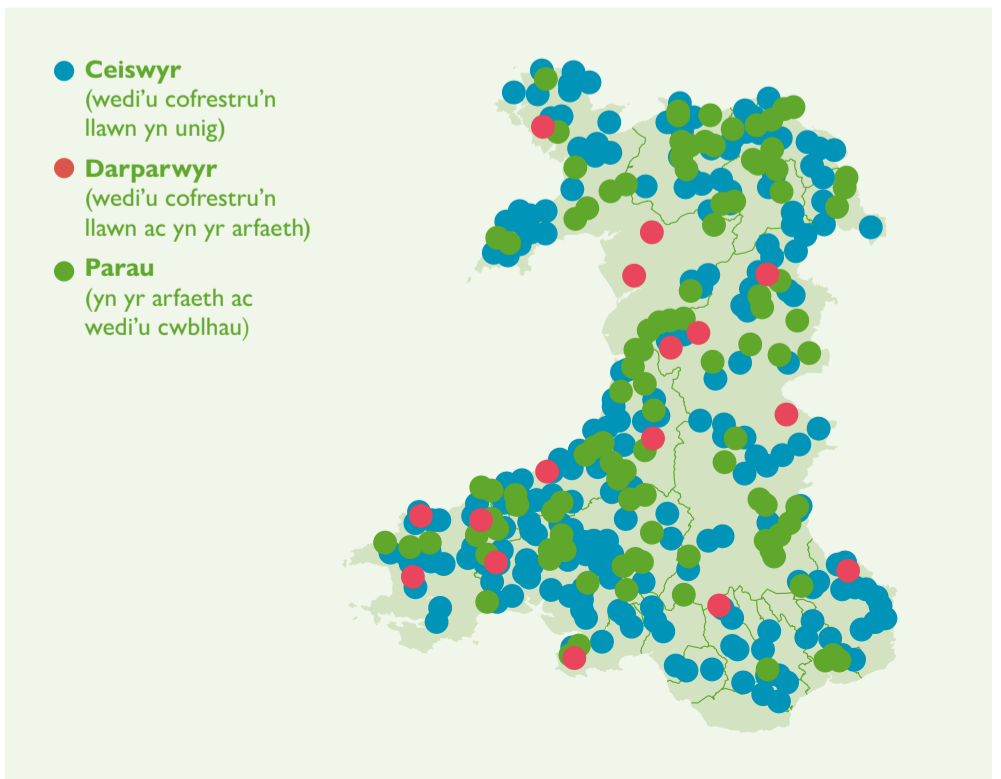 Ceiswyr
(wedi'u cofrestru'n
llawn yn unig)
Darparwyr
(wedi'u cofrestru'n
llawn ac yn yr arfaeth)
Parau
(yn yr arfaeth ac
wedi'u cwblhau)